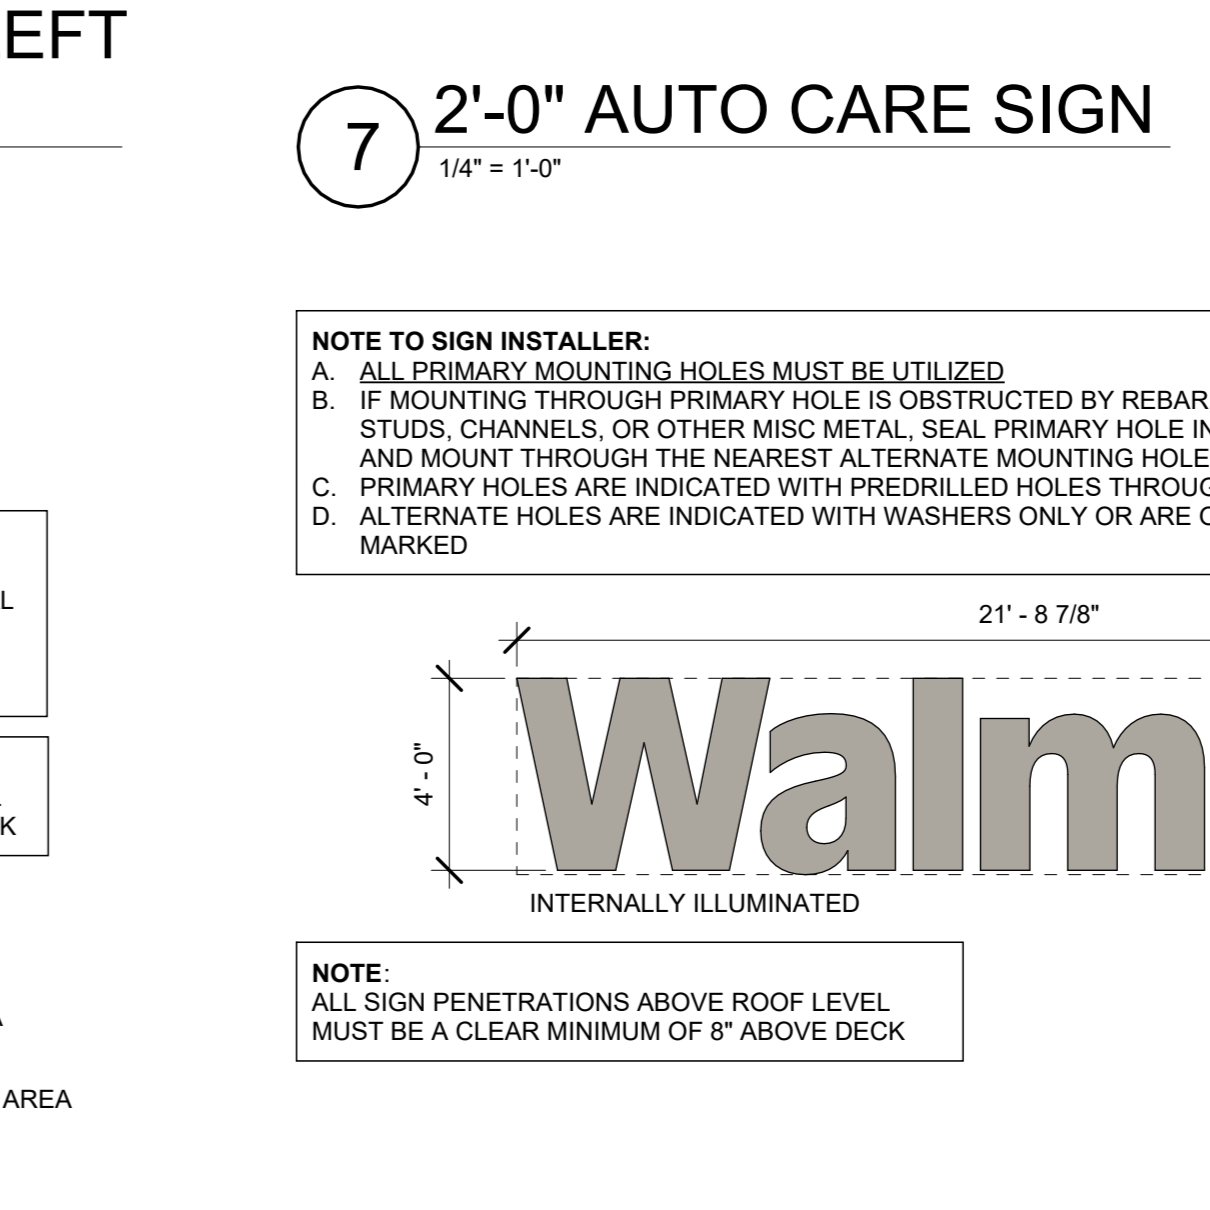 EFT
7
2'-0" AUTO CARE SIGN
1/4" = 1'-0"
NOTE TO SIGN INSTALLER:
A. ALL PRIMARY MOUNTING HOLES MUST BE UTILIZED
B. IF MOUNTING THROUGH PRIMARY HOLE IS OBSTRUCTED BY REBAR
STUDS, CHANNELS, OR OTHER MISC METAL, SEAL PRIMARY HOLE IN
AND MOUNT THROUGH THE NEAREST ALTERNATE MOUNTING HOLE
C. PRIMARY HOLES ARE INDICATED WITH PREDRILLED HOLES
D. ALTERNATE HOLES ARE INDICATED WITH WASHERS ONLY OR ARE
MARKED
L
K
21' - 8 7/8"
4' - 0"
Walm
INTERNALLY ILLUMINATED
NOTE:
ALL SIGN PENETRATIONS ABOVE ROOF LEVEL
MUST BE A CLEAR MINIMUM OF 8" ABOVE DECK
AREA